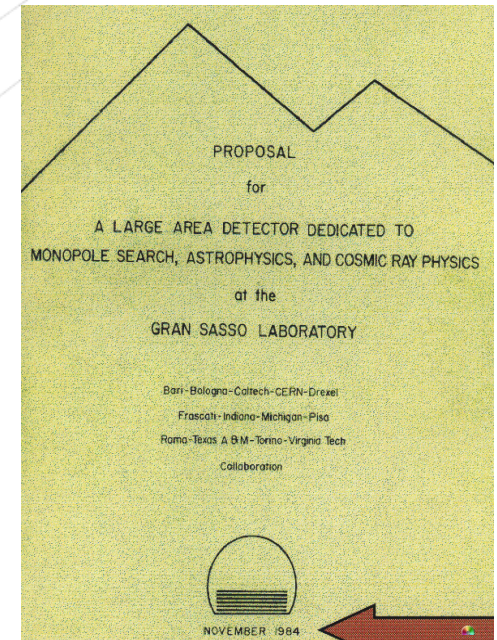 PROPOSAL
for
A LARGE AREA DETECTOR DEDICATED TO
MONOPOLE SEARCH, ASTROPHYSICS, AND COSMIC RAY PHYSICS
at the
GRAN SASSO LABORATORY
Bari-Bologna-Caltech-CERN-Drexel
Frascati-Indiana-Michigan-Pisa
Roma-Texas A&M-Torino-Virginia Tech
Collaboration
NOVEMBER 1984